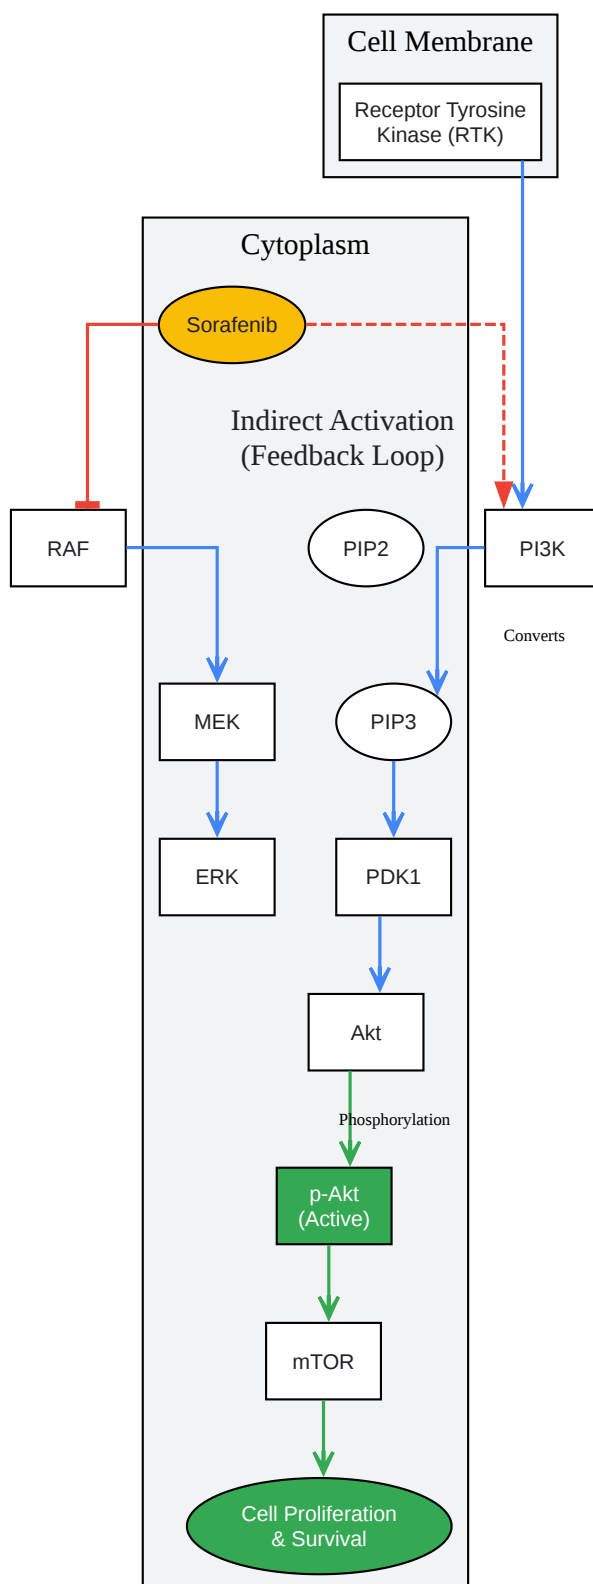 Cell Membrane
Receptor Tyrosine
Kinase (RTK)
Cytoplasm
Sorafenib
Indirect Activation
(Feedback Loop)
RAF
PIP2
PI3K
Converts
MEK
PIP3
ERK
PDK1
Akt
Phosphorylation
p-Akt
(Active)
mTOR
Cell Proliferation
& Survival